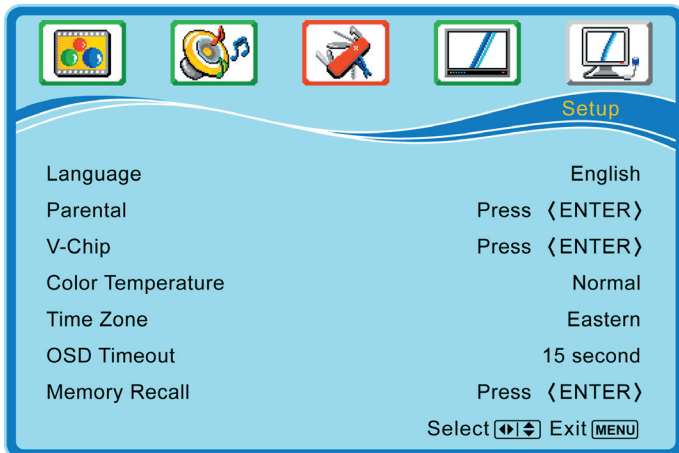 Setup
Language English
Parental Press 〈ENTER〉
V-Chip Press 〈ENTER〉
Color Temperature Normal
Time Zone Eastern
OSD Timeout 15 second
Memory Recall Press 〈ENTER〉
Select Exit MENU